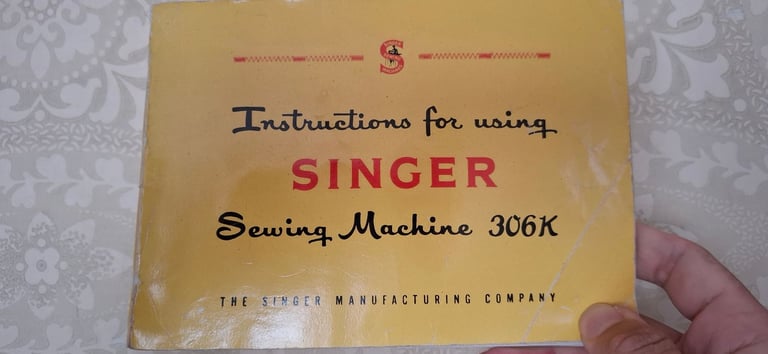 Instructions for using
SINGER
Sewing Machine 306K
THE SINGER MANUFACTURING COMPANY